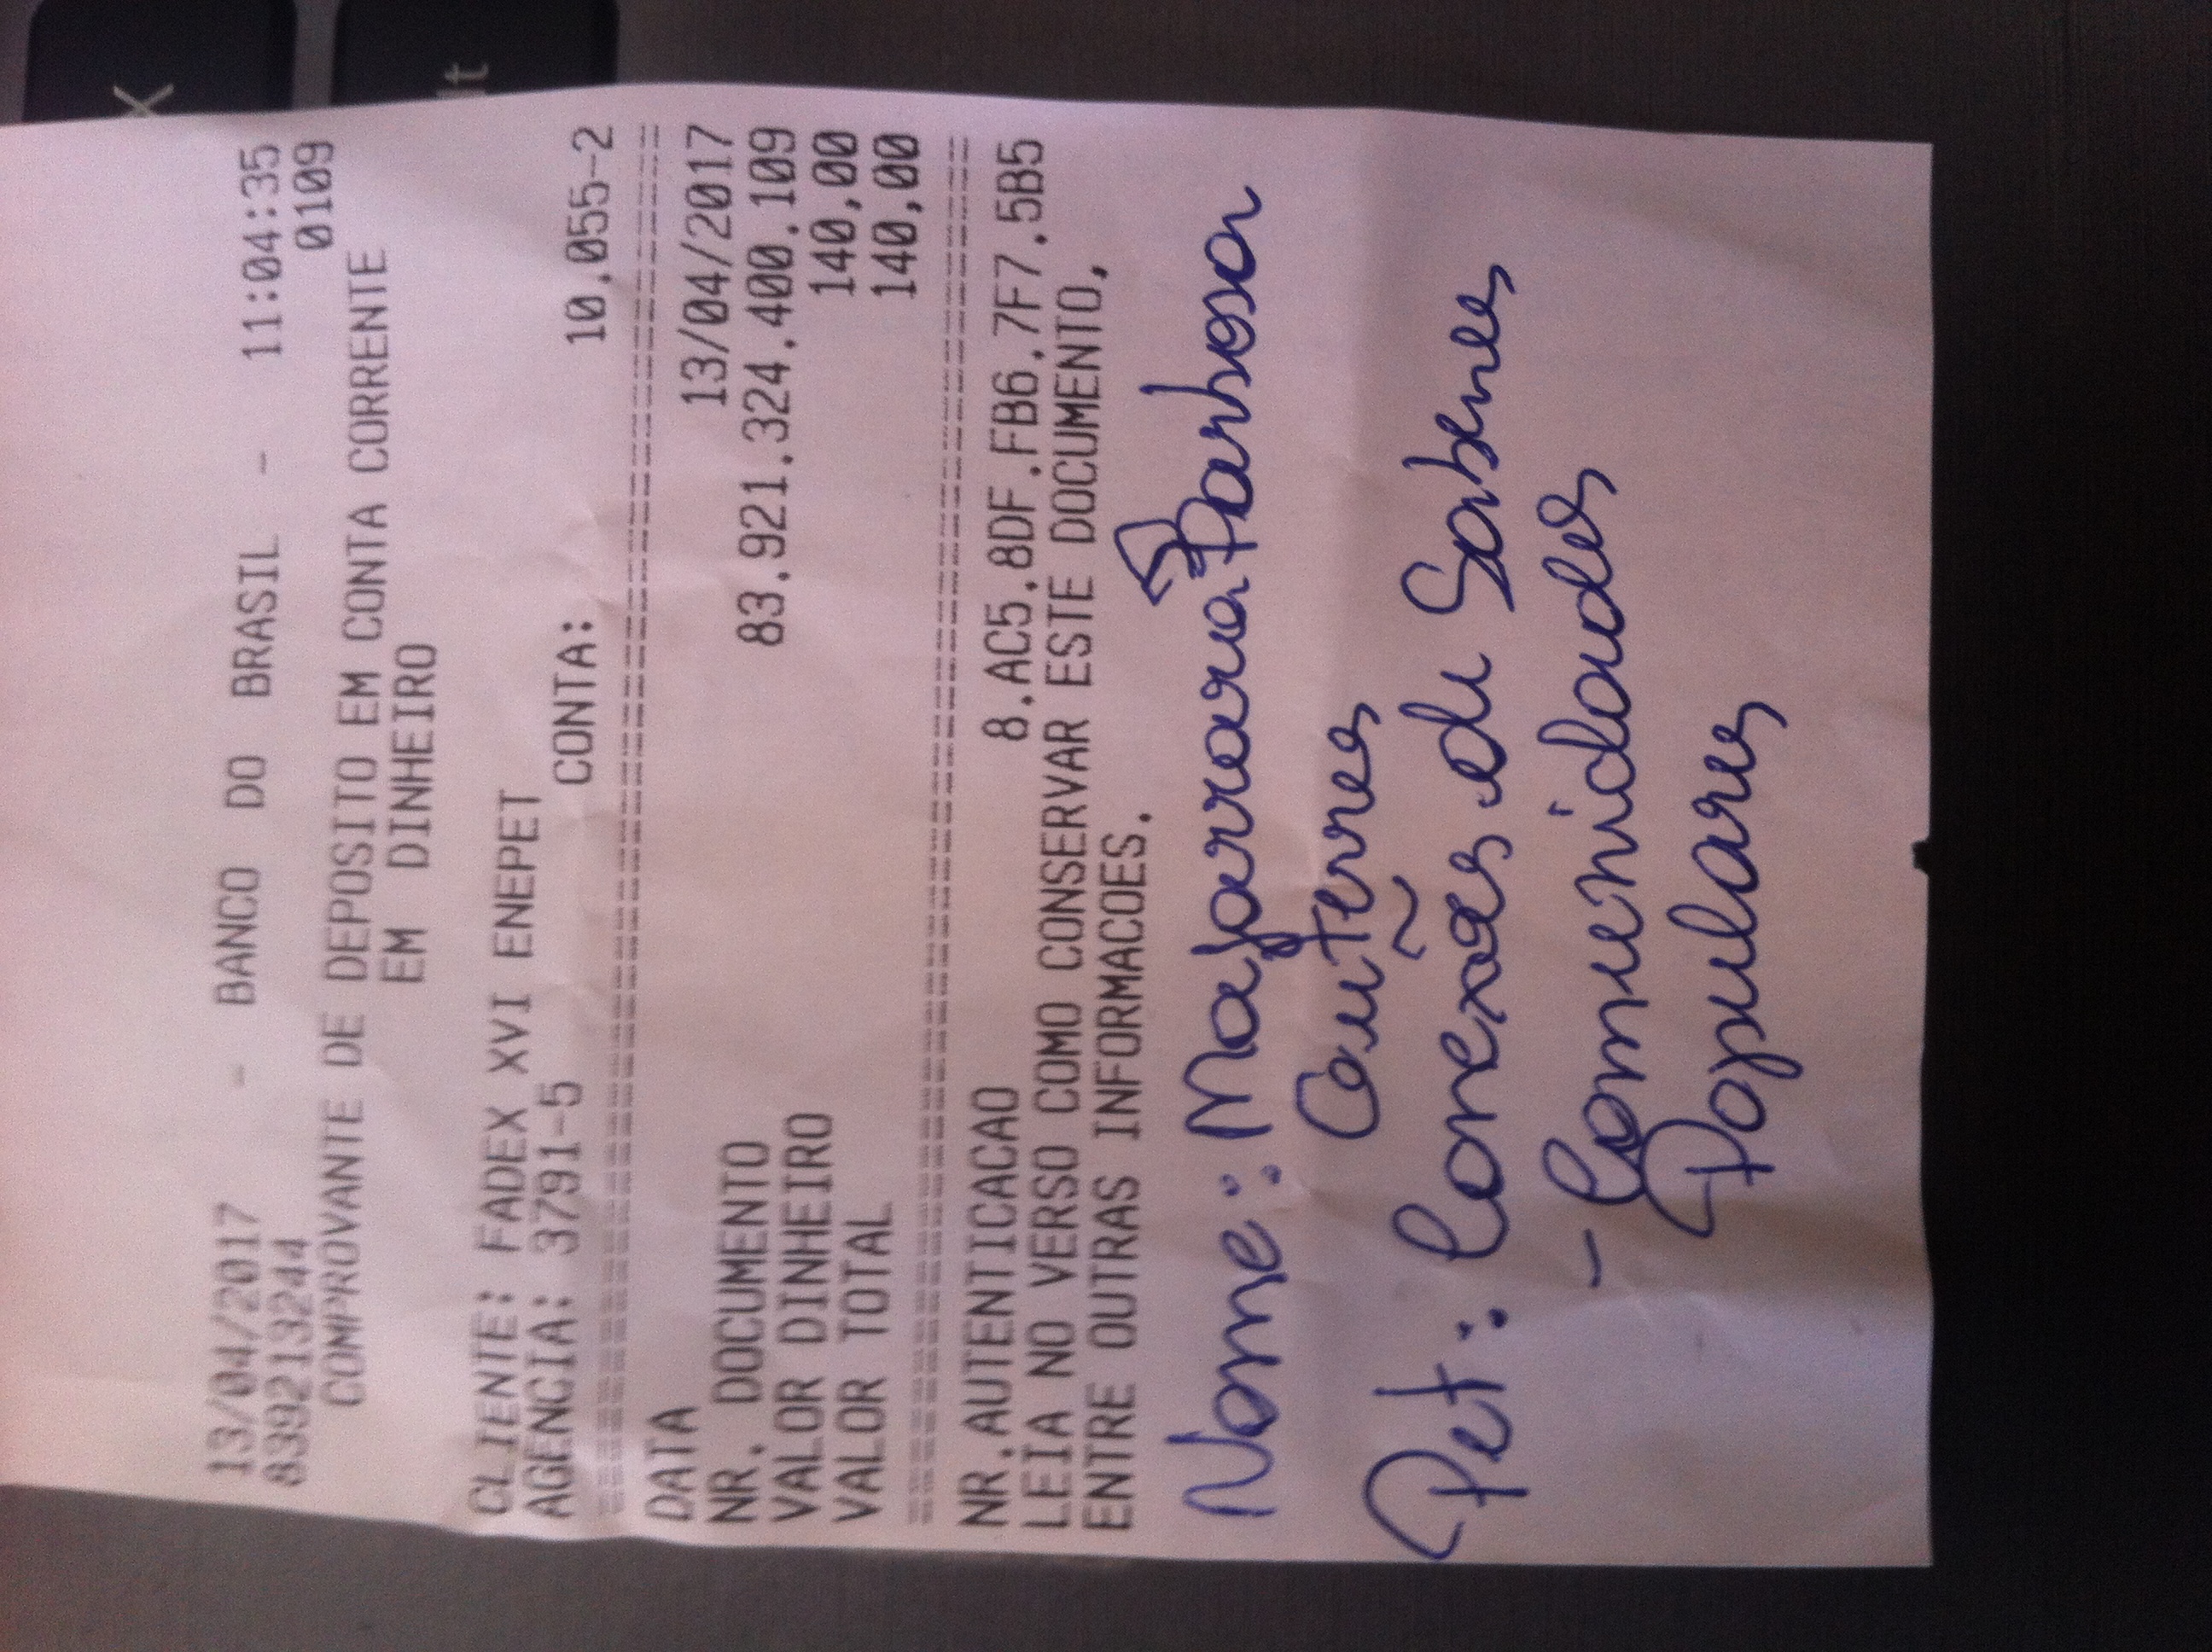 13/04/2017 - BANCO DO BRASIL - 11:04:35
839213244 0109
COMPROVANTE DE DEPOSITO EM CONTA CORRENTE
EM DINHEIRO
CLIENTE: FADEX XVI ENEPET
AGENCIA: 3791-5 CONTA: 10.055-2
DATA 13/04/2017
NR. DOCUMENTO 83.921.324.400.109
VALOR DINHEIRO 140,00
VALOR TOTAL 140,00
NR.AUTENTICACAO 8.AC5.8DF.FB6.7F7.5B5
LEIA NO VERSO COMO CONSERVAR ESTE DOCUMENTO,
ENTRE OUTRAS INFORMACOES.
Nome: Barbosa
Pet: Conexões de Saberes
- Comunidades
Populares
X
lt